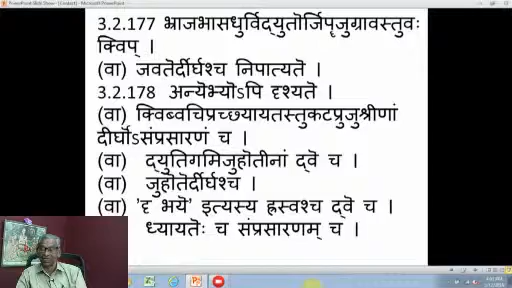 3.2.177 भ्राजभासधुर्विद्युतॊर्जिपॄजुग्रावस्तुवः
क्विप् ।
(वा) जवतॆर्दीर्घश्च निपात्यतॆ ।
3.2.178 अन्यॆभ्यॊऽपि दृश्यतॆ ।
(वा) क्विब्वचिप्रच्छ्यायतस्तुकटप्रुजुश्रीणां
दीर्घॊऽसंप्रसारणं च ।
(वा) द्युतिगमिजुहॊतीनां द्वॆ च ।
(वा) जुहॊतॆर्दीर्घश्च ।
(वा) 'दृ भयॆ' इत्यस्य ह्रस्वश्च द्वॆ च ।
ध्यायतॆः च संप्रसारणम् च ।